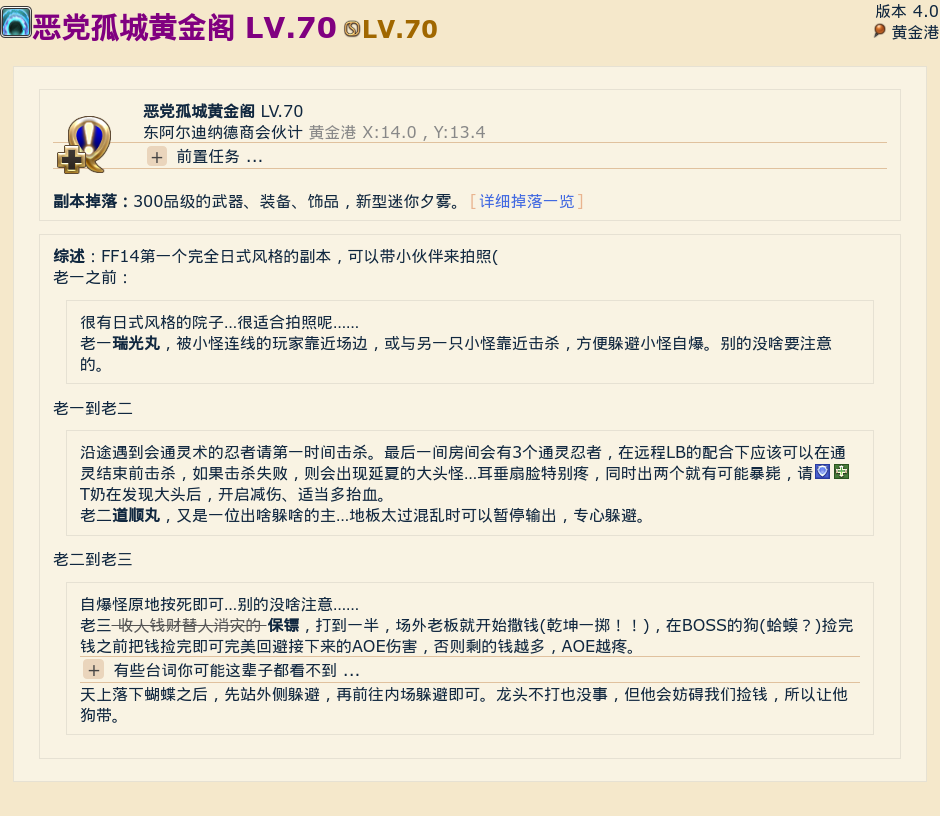 恶党孤城黄金阁 LV.70 LV.70
版本 4.0
黄金港
恶党孤城黄金阁 LV.70
东阿尔迪纳德商会伙计 黄金港 X:14.0 , Y:13.4
+ 前置任务 ...
副本掉落：300品级的武器、装备、饰品，新型迷你夕雾。[详细掉落一览]
综述：FF14第一个完全日式风格的副本，可以带小伙伴来拍照(
老一之前：
很有日式风格的院子...很适合拍照呢......
老一瑞光丸，被小怪连线的玩家靠近场边，或与另一只小怪靠近击杀，方便躲避小怪自爆。别的没啥要注意
的。
老一到老二
沿途遇到会通灵术的忍者请第一时间击杀。最后一间房间会有3个通灵忍者，在远程LB的配合下应该可以在通
灵结束前击杀，如果击杀失败，则会出现延夏的大头怪...耳垂扇脸特别疼，同时出两个就有可能暴毙，请
T奶在发现大头后，开启减伤、适当多抬血。
老二道顺丸，又是一位出啥躲啥的主...地板太过混乱时可以暂停输出，专心躲避。
老二到老三
自爆怪原地按死即可...别的没啥注意......
老三 收人钱财替人消灾的 保镖，打到一半，场外老板就开始撒钱(乾坤一掷！！)，在BOSS的狗(蛤蟆？)捡完
钱之前把钱捡完即可完美回避接下来的AOE伤害，否则剩的钱越多，AOE越疼。
+ 有些台词你可能这辈子都看不到 ...
天上落下蝴蝶之后，先站外侧躲避，再前往内场躲避即可。龙头不打也没事，但他会妨碍我们捡钱，所以让他
狗带。